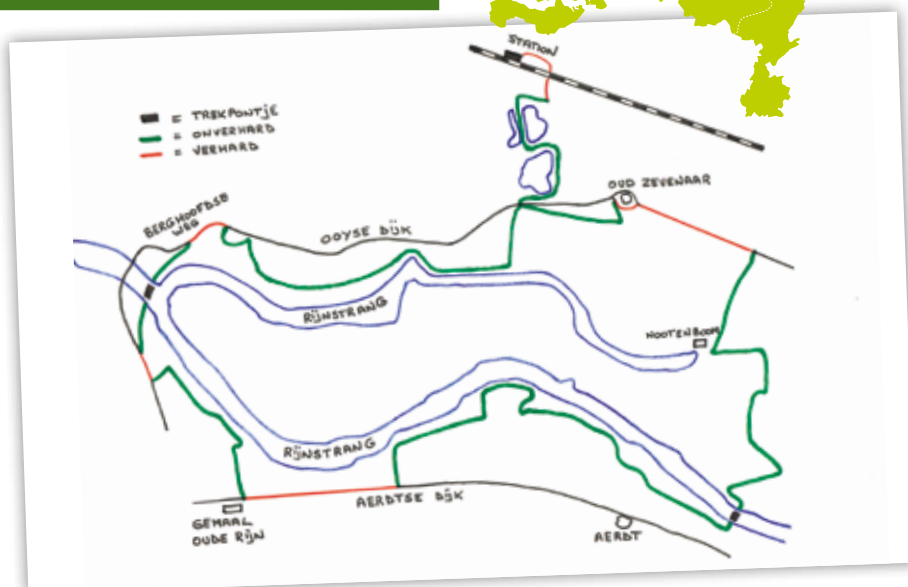 STATION
= TREKPONTJE
= ONVERHARD
= VERHARD
OUD ZEVENAAR
BERGHOOFDSE
WEG
OOYSE DIJK
RIJNSTRANG
NOOTENBOOM
RIJNSTRANG
AERDTSE DIJK
GEMAAL
OUDE RIJN
AERDT